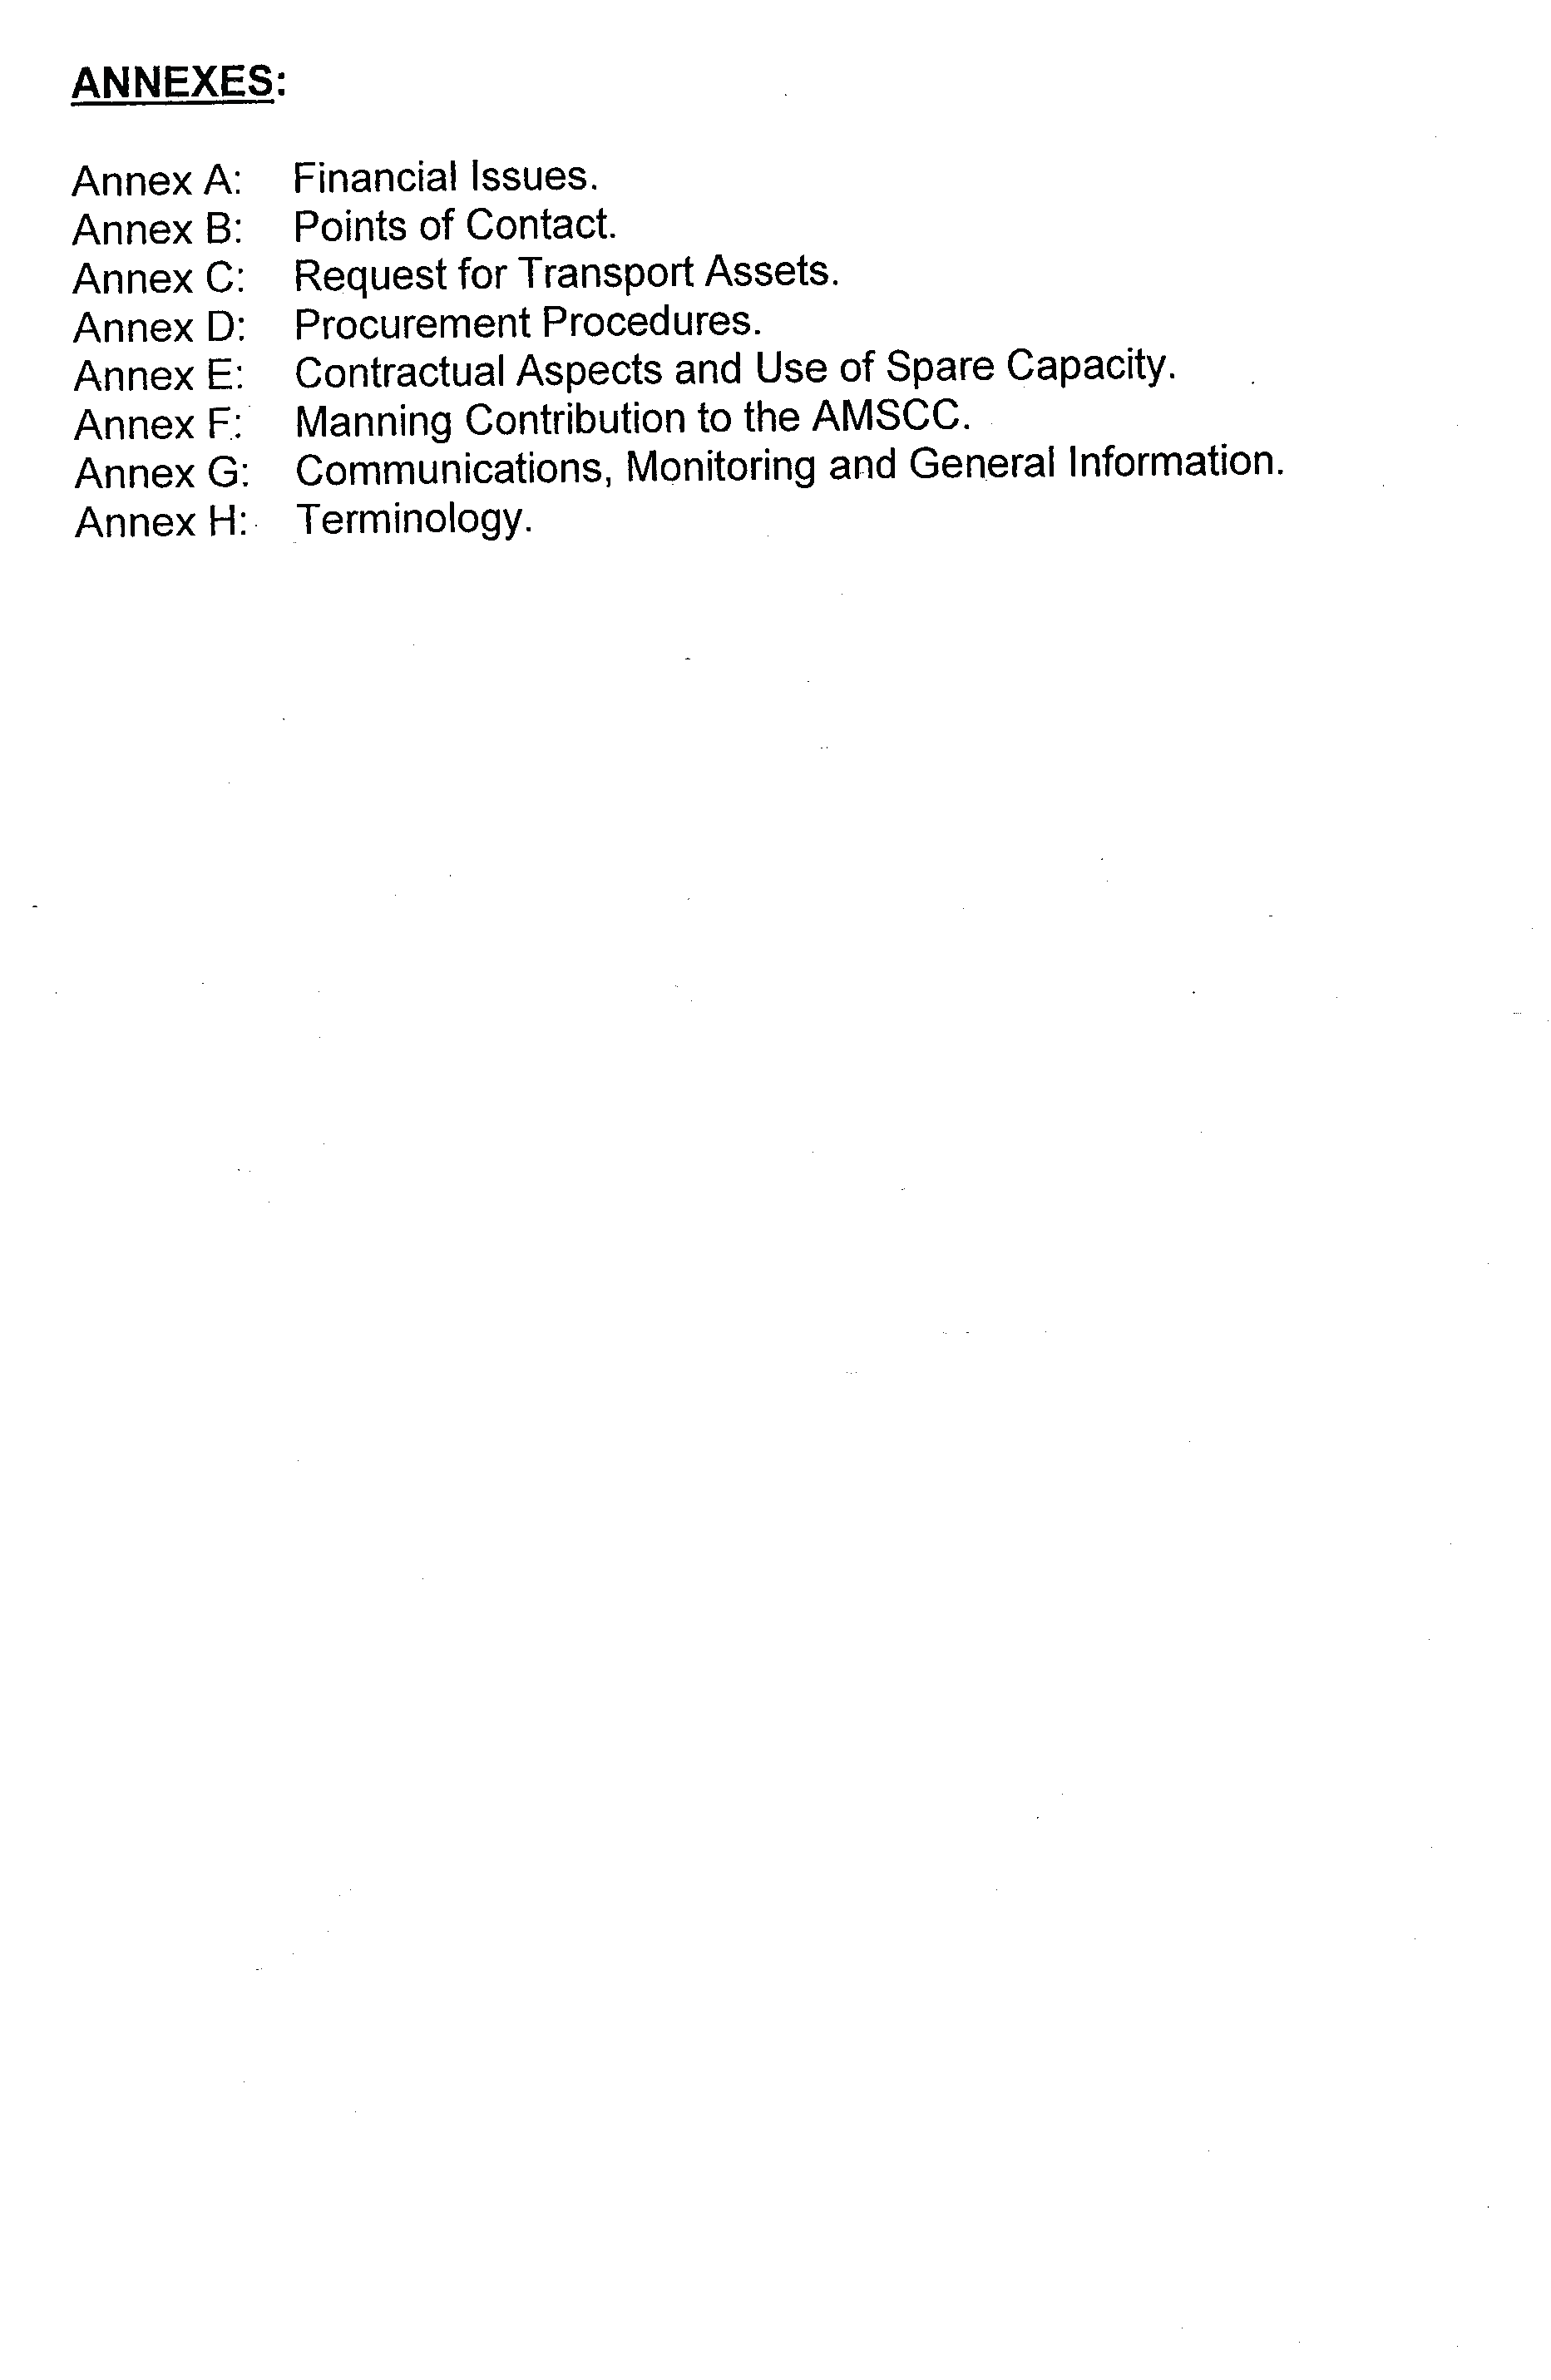 ANNEXES:
Annex A: Financial Issues.
Annex B: Points of Contact.
Annex C: Request for Transport Assets.
Annex D: Procurement Procedures.
Annex E: Contractual Aspects and Use of Spare Capacity.
Annex F: Manning Contribution to the AMSCC.
Annex G: Communications, Monitoring and General Information.
Annex H: Terminology.